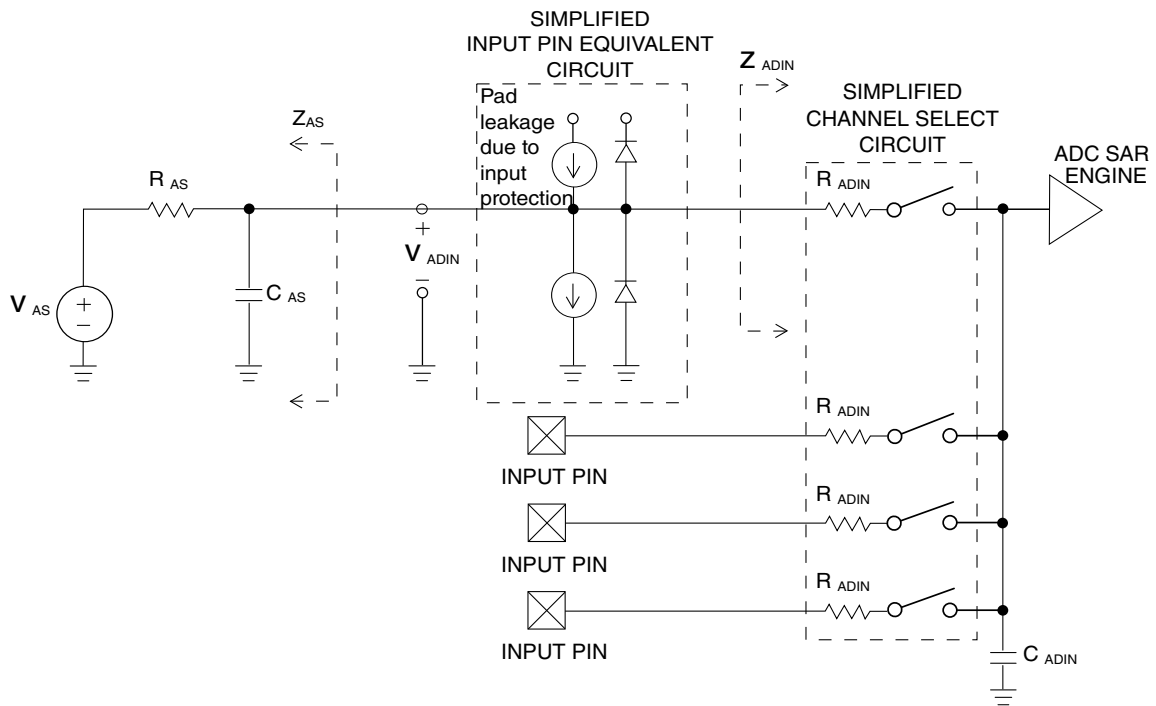 SIMPLIFIED
INPUT PIN EQUIVALENT
CIRCUIT
Pad
leakage
due to
input
protection
Z ADIN
SIMPLIFIED
CHANNEL SELECT
CIRCUIT
ADC SAR
ENGINE
ZAS
R AS
R ADIN
+
V ADIN
−
C AS
V AS
+
−
R ADIN
INPUT PIN
R ADIN
INPUT PIN
R ADIN
INPUT PIN
C ADIN